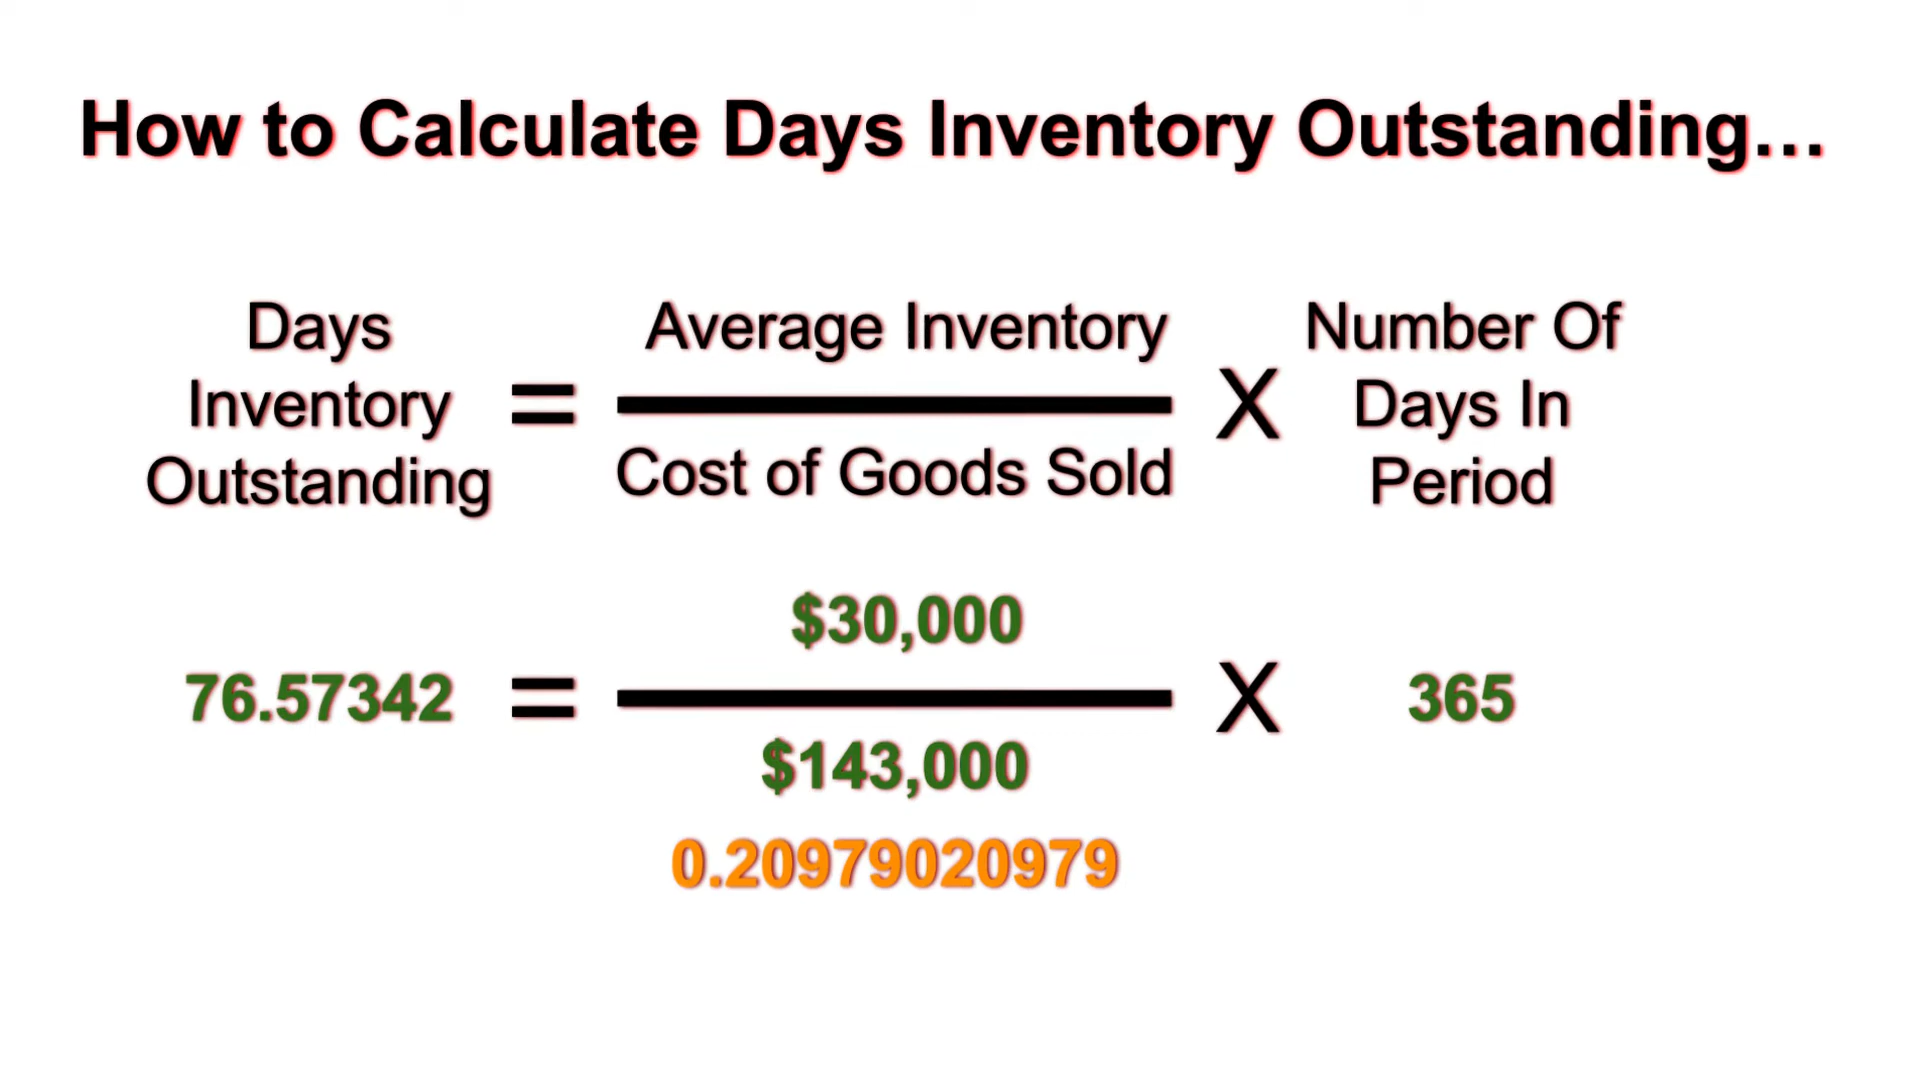 How to Calculate Days Inventory Outstanding…
Days
Inventory
Outstanding
=
Average Inventory
Cost of Goods Sold
X
Number Of
Days In
Period
76.57342
=
$30,000
$143,000
X
365
0.20979020979